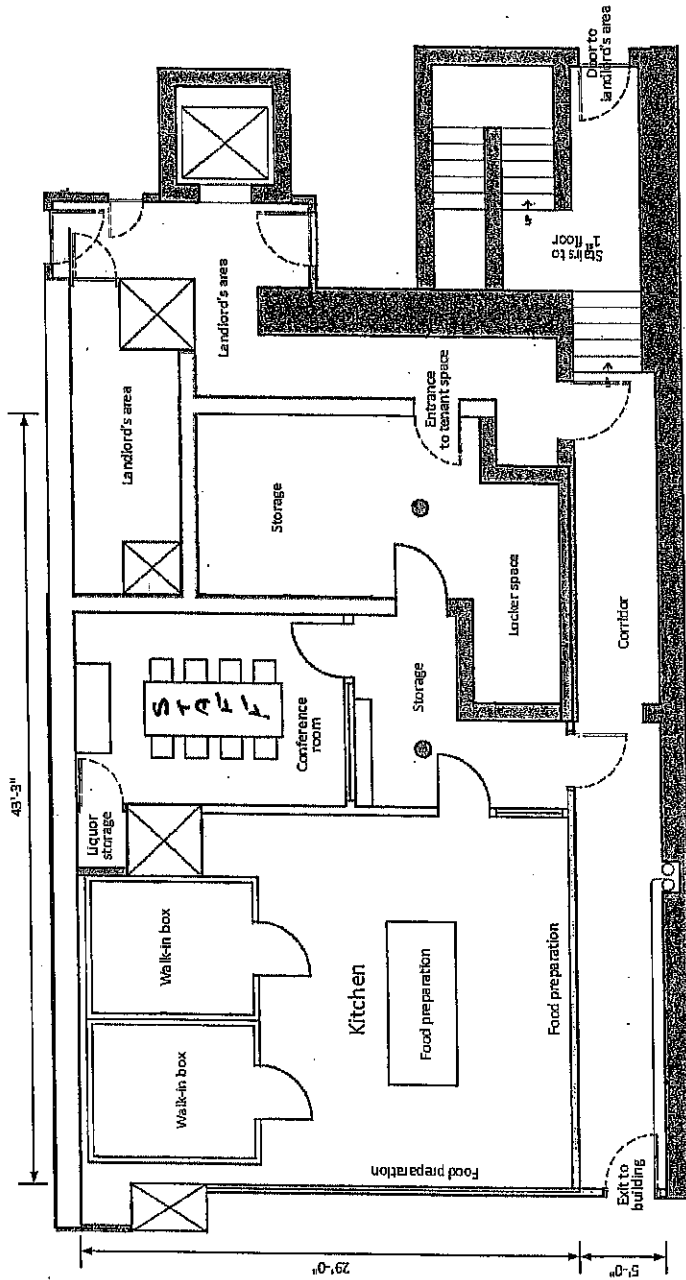 43'-3"
Landlord's area
Landlord's area
Door to
landlord's area
Stairs to
1st floor
Entrance
to tenant space
Storage
Locker space
Corridor
Storage
STAFF
Conference
room
Liquor
storage
Walk-in box
Walk-in box
Kitchen
Food preparation
Food preparation
Food preparation
Exit to
building
29'-0"
5'-0"